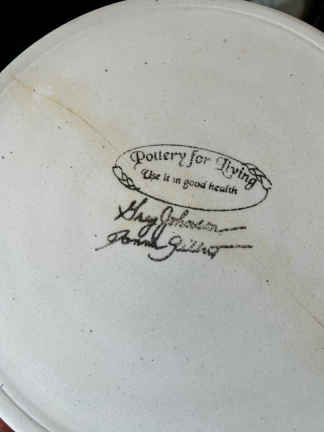 Pottery for Living
Use it in good health
Greg Johnson
Donna Gilbert